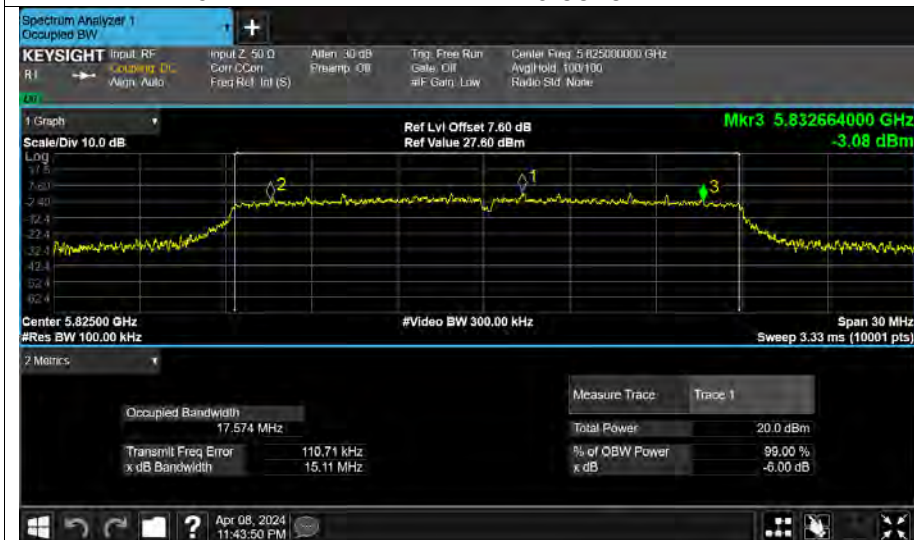 Spectrum Analyzer 1
Occupied BW
+
KEYSIGHT Input: RF Input Z: 50 Ω Atten: 30 dB Trig: Free Run Center Freq: 5.825000000 GHz
Coupling: DC Corr CCorr Preamp: Off Gate: Off Avg|Hold: 100/100
Align: Auto Freq Ref: Int (S) #IF Gain: Low Radio Std: None
1 Graph Mkr3 5.832664000 GHz
Ref Lvl Offset 7.60 dB
Scale/Div 10.0 dB Ref Value 27.60 dBm -3.08 dBm
Log
17.6
7.60 2 1
-2.40 3
-12.4
-22.4
-32.4
-42.4
-52.4
-62.4
Center 5.82500 GHz #Video BW 300.00 kHz Span 30 MHz
#Res BW 100.00 kHz Sweep 3.33 ms (10001 pts)
2 Metrics
Measure Trace Trace 1
Occupied Bandwidth
17.574 MHz Total Power 20.0 dBm
Transmit Freq Error 110.71 kHz % of OBW Power 99.00 %
x dB Bandwidth 15.11 MHz x dB -6.00 dB
? Apr 08, 2024
11:43:50 PM